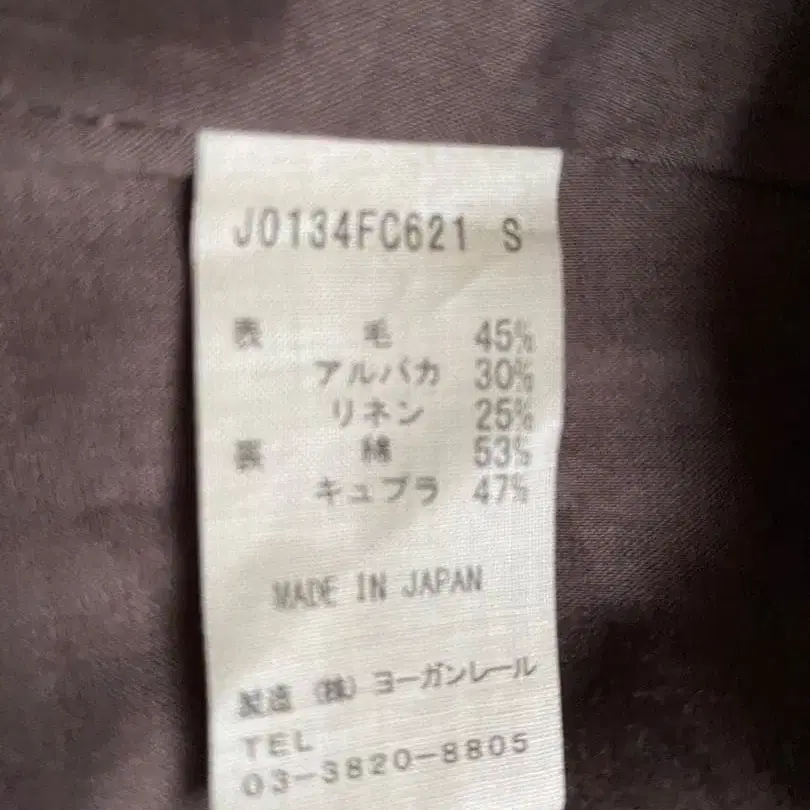 J0134FC621 S
表 毛 45%
アルパカ 30%
リネン 25%
裏 綿 53%
キュプラ 47%
MADE IN JAPAN
製造 (株) ヨーガンレール
TEL
03-3820-8805